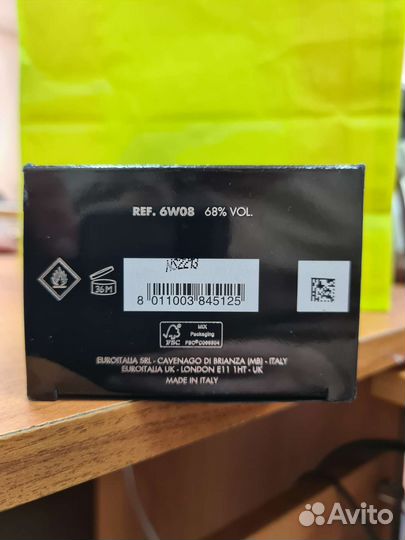 REF. 6W08 68% VOL.
36M
8 011003 845125
FSC
MIX
Packaging
EUROITALIA SRL - CAVENAGO DI BRIANZA (MB) - ITALY
EUROITALIA UK - LONDON E11 1HT - UK
MADE IN ITALY
Avito